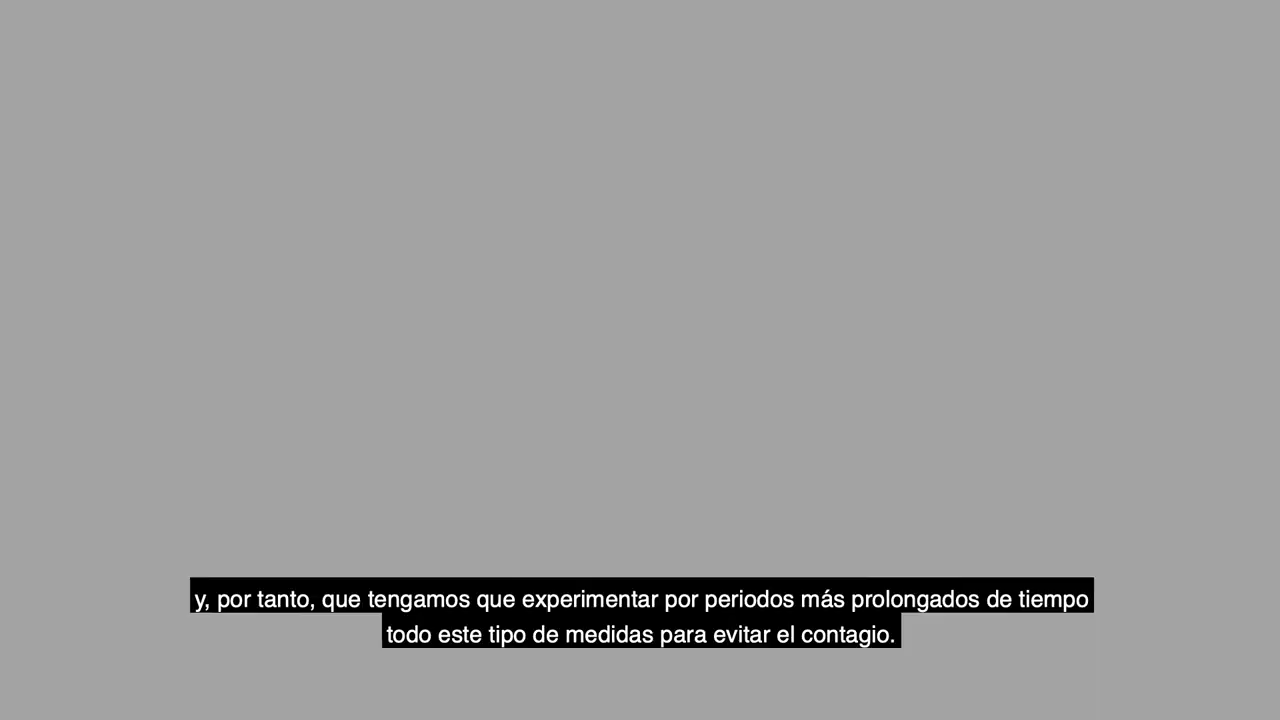 y, por tanto, que tengamos que experimentar por periodos más prolongados de tiempo
todo este tipo de medidas para evitar el contagio.